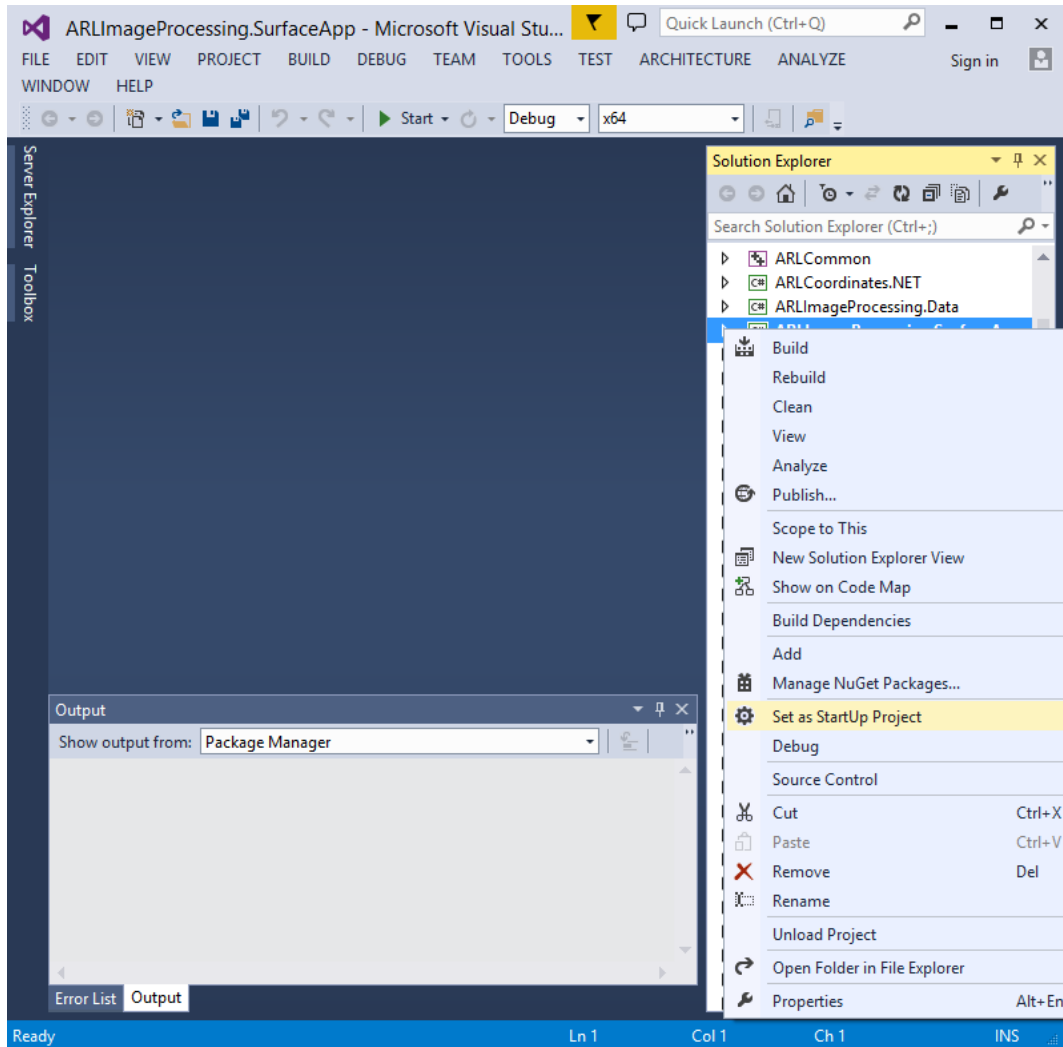 ARLImageProcessing.SurfaceApp - Microsoft Visual Stu...
Quick Launch (Ctrl+Q)
FILE EDIT VIEW PROJECT BUILD DEBUG TEAM TOOLS TEST ARCHITECTURE ANALYZE Sign in
WINDOW HELP
Start Debug x64
Server Explorer
Toolbox
Solution Explorer
Search Solution Explorer (Ctrl+;)
ARLCommon
C# ARLCoordinates.NET
C# ARLImageProcessing.Data
Build
Rebuild
Clean
View
Analyze
Publish...
Scope to This
New Solution Explorer View
Show on Code Map
Build Dependencies
Add
Manage NuGet Packages...
Set as StartUp Project
Debug
Source Control
Cut Ctrl+X
Paste Ctrl+V
Remove Del
Rename
Unload Project
Open Folder in File Explorer
Properties Alt+En
Output
Show output from: Package Manager
Error List Output
Ready Ln 1 Col 1 Ch 1 INS